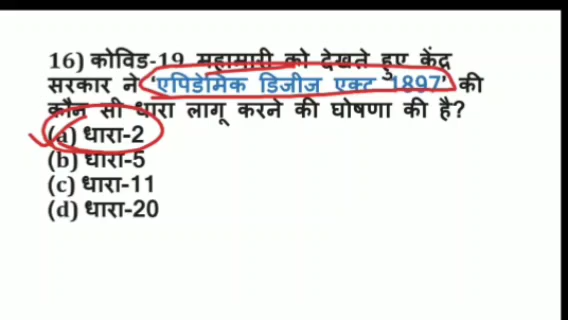 16) कोविड-19 महामारी को देखते हुए केंद्र
सरकार ने 'एपिडेमिक डिजीज एक्ट 1897' की
कौन सी धारा लागू करने की घोषणा की है?
(a) धारा-2
(b) धारा-5
(c) धारा-11
(d) धारा-20